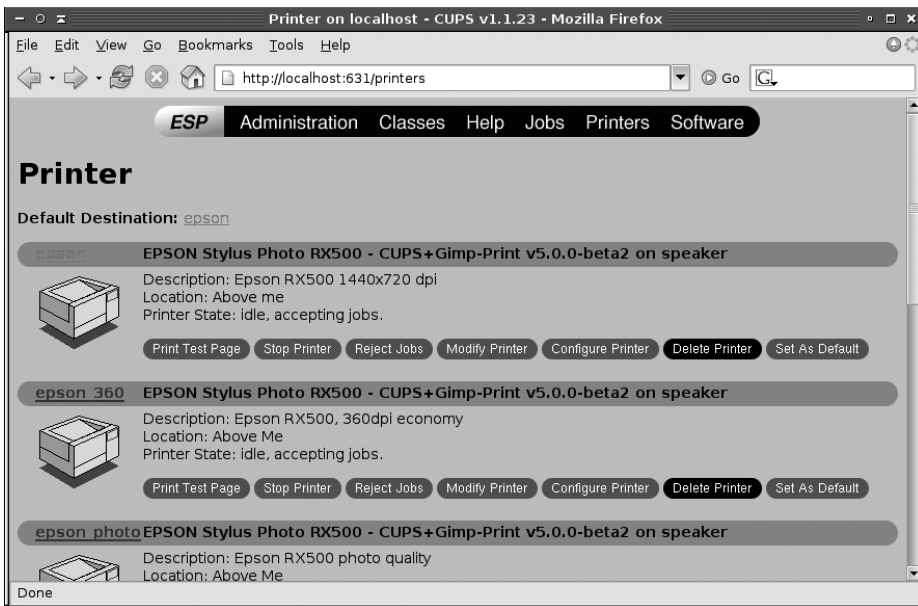 Printer on localhost - CUPS v1.1.23 - Mozilla Firefox
File Edit View Go Bookmarks Tools Help
http://localhost:631/printers Go G
ESP Administration Classes Help Jobs Printers Software
Printer
Default Destination: epson
epson EPSON Stylus Photo RX500 - CUPS+Gimp-Print v5.0.0-beta2 on speaker
Description: Epson RX500 1440x720 dpi
Location: Above me
Printer State: idle, accepting jobs.
Print Test Page Stop Printer Reject Jobs Modify Printer Configure Printer Delete Printer Set As Default
epson_360 EPSON Stylus Photo RX500 - CUPS+Gimp-Print v5.0.0-beta2 on speaker
Description: Epson RX500, 360dpi economy
Location: Above Me
Printer State: idle, accepting jobs.
Print Test Page Stop Printer Reject Jobs Modify Printer Configure Printer Delete Printer Set As Default
epson_photo EPSON Stylus Photo RX500 - CUPS+Gimp-Print v5.0.0-beta2 on speaker
Description: Epson RX500 photo quality
Location: Above Me
Done